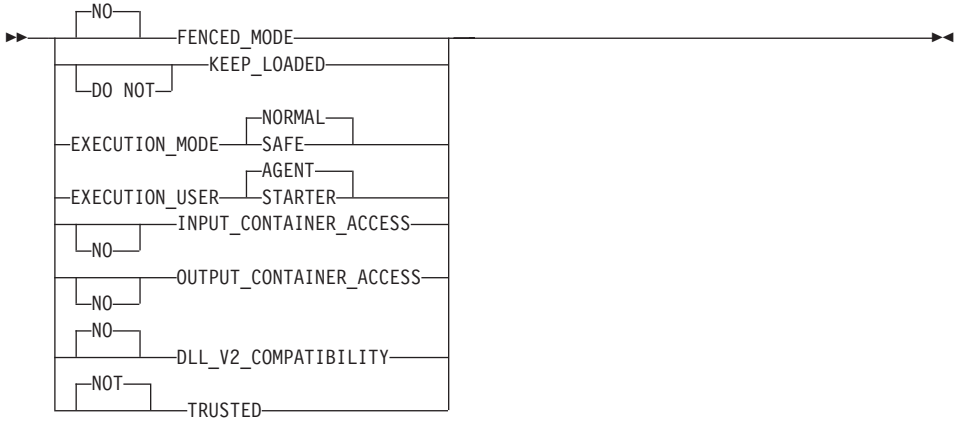 NO
FENCED_MODE
KEEP_LOADED
DO NOT
NORMAL
EXECUTION_MODE SAFE
AGENT
EXECUTION_USER STARTER
INPUT_CONTAINER_ACCESS
NO
OUTPUT_CONTAINER_ACCESS
NO
NO
DLL_V2_COMPATIBILITY
NOT
TRUSTED